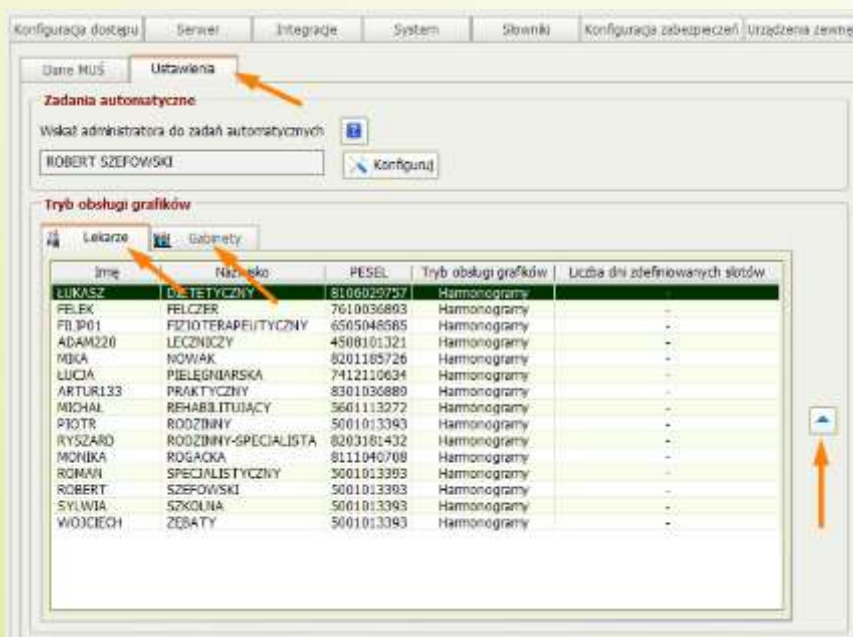 Konfiguracja dostępu Serwer Integracje System Słowniki Konfiguracja zabezpieczeń Urządzenia zewnę
Dane MUŚ Ustawienia
Zadania automatyczne
Wskaż administratora do zadań automatycznych
ROBERT SZEFOWSKI Konfiguruj
Tryb obsługi grafików
Lekarze Gabinety
Imię Nazwisko PESEL Tryb obsługi grafików Liczba dni zdefiniowanych slotów
ŁUKASZ DIETETYCZNY 8106029757 Harmonogramy -
FELEK FELCZER 7610036893 Harmonogramy -
FILIP01 FIZJOTERAPEUTYCZNY 6505048585 Harmonogramy -
ADAM220 LECZNICZY 4508101321 Harmonogramy -
MIKA NOWAK 8201185726 Harmonogramy -
ŁUCJA PIELĘGNIARSKA 7412110634 Harmonogramy -
ARTUR133 PRAKTYCZNY 8301036889 Harmonogramy -
MICHAŁ REHABILITUJĄCY 5601113272 Harmonogramy -
PIOTR RODZINNY 5001013393 Harmonogramy -
RYSZARD RODZINNY-SPECJALISTA 8203181432 Harmonogramy -
MONIKA ROGACKA 8111040708 Harmonogramy -
ROMAN SPECJALISTYCZNY 5001013393 Harmonogramy -
ROBERT SZEFOWSKI 5001013393 Harmonogramy -
SYLWIA SZKOLNA 5001013393 Harmonogramy -
WOJCIECH ZĘBATY 5001013393 Harmonogramy -